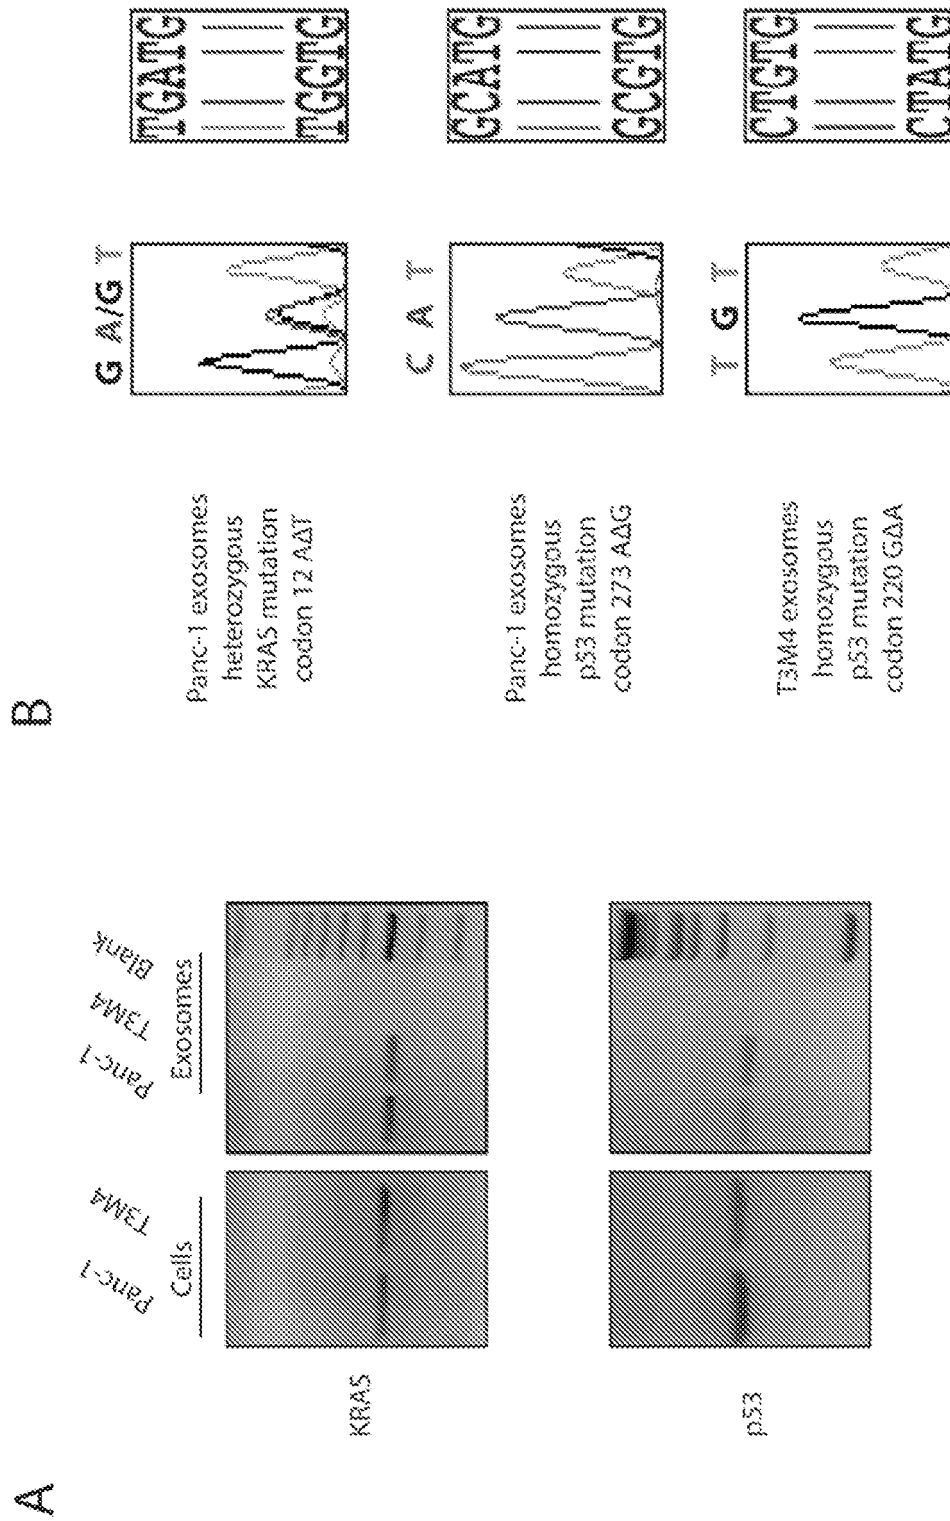 A
Cells
Exosomes
Panc-1
T3M4
Panc-1
T3M4
Blank
KRAS
p53
B
Panc-1 exosomes
heterozygous
KRAS mutation
codon 12 AΔT
G A/G T
TGATG
TGGTG
Panc-1 exosomes
homozygous
p53 mutation
codon 273 AΔG
C A T
GCATG
GCGTG
T3M4 exosomes
homozygous
p53 mutation
codon 220 GΔA
T G T
CTGTG
CTATG